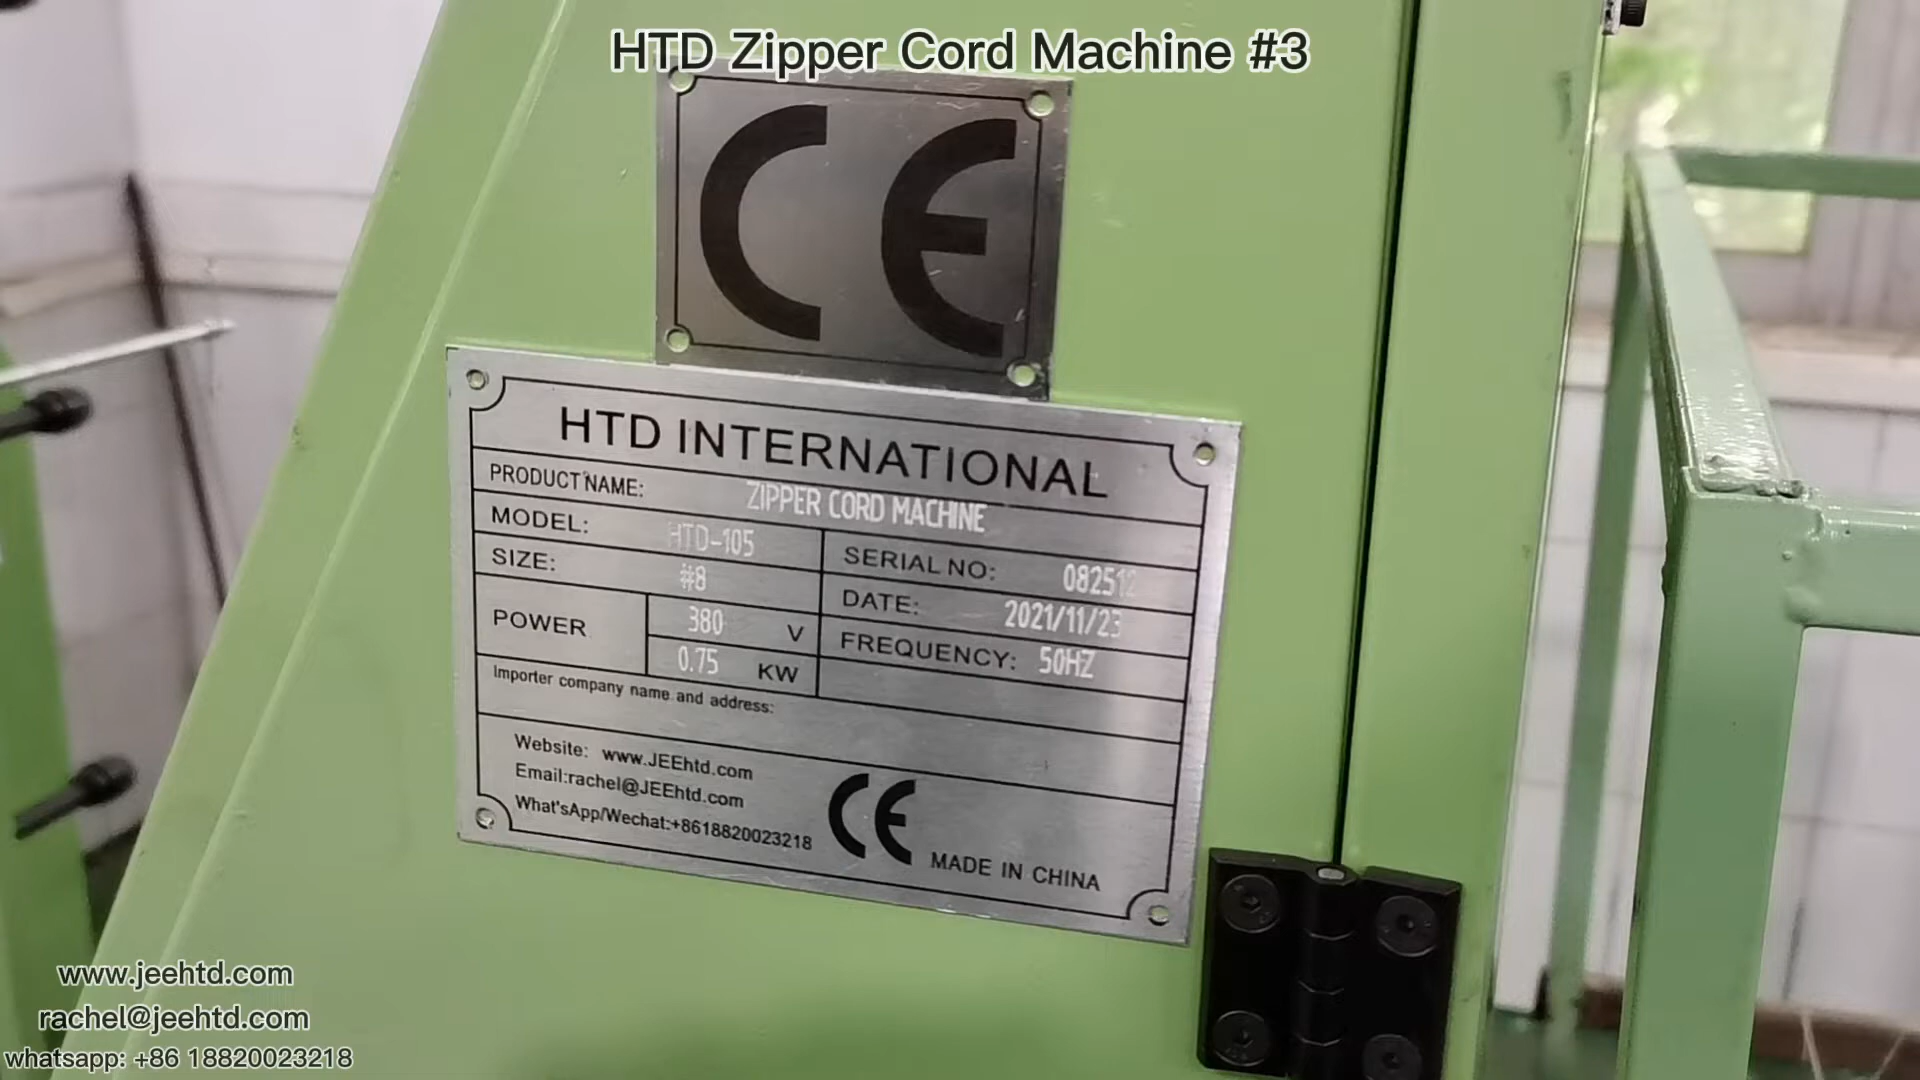 HTD Zipper Cord Machine #3
CE
HTD INTERNATIONAL
PRODUCT NAME: ZIPPER CORD MACHINE
MODEL: HTD-105
SERIAL NO: 082512
SIZE: #8
DATE: 2021/11/23
POWER 380 V
FREQUENCY: 50HZ
0.75 KW
Importer company name and address:
Website: www.JEEhtd.com
Email:rachel@JEEhtd.com
What'sApp/Wechat:+8618820023218
CE
MADE IN CHINA
www.jeehtd.com
rachel@jeehtd.com
whatsapp: +86 18820023218